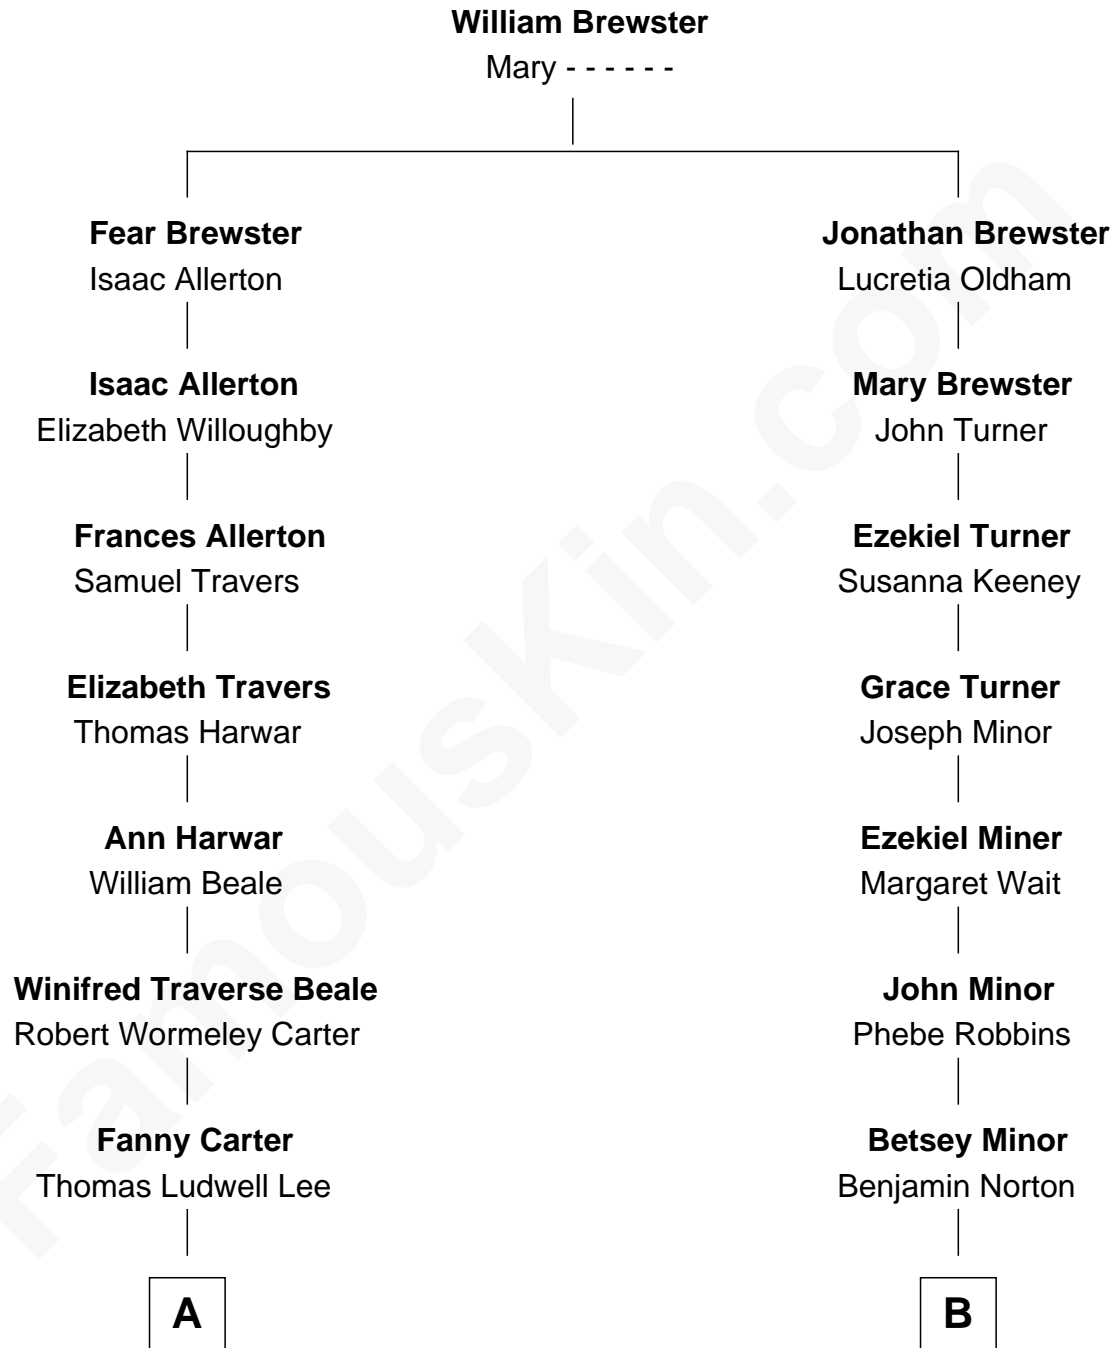 William Brewster
Mary - - - - - -
Fear Brewster
Isaac Allerton
Jonathan Brewster
Lucretia Oldham
Isaac Allerton
Elizabeth Willoughby
Mary Brewster
John Turner
Frances Allerton
Samuel Travers
Ezekiel Turner
Susanna Keeney
Elizabeth Travers
Thomas Harwar
Grace Turner
Joseph Minor
Ann Harwar
William Beale
Ezekiel Miner
Margaret Wait
Winifred Traverse Beale
Robert Wormeley Carter
John Minor
Phebe Robbins
Fanny Carter
Thomas Ludwell Lee
Betsey Minor
Benjamin Norton
A
B
FamousKin.com